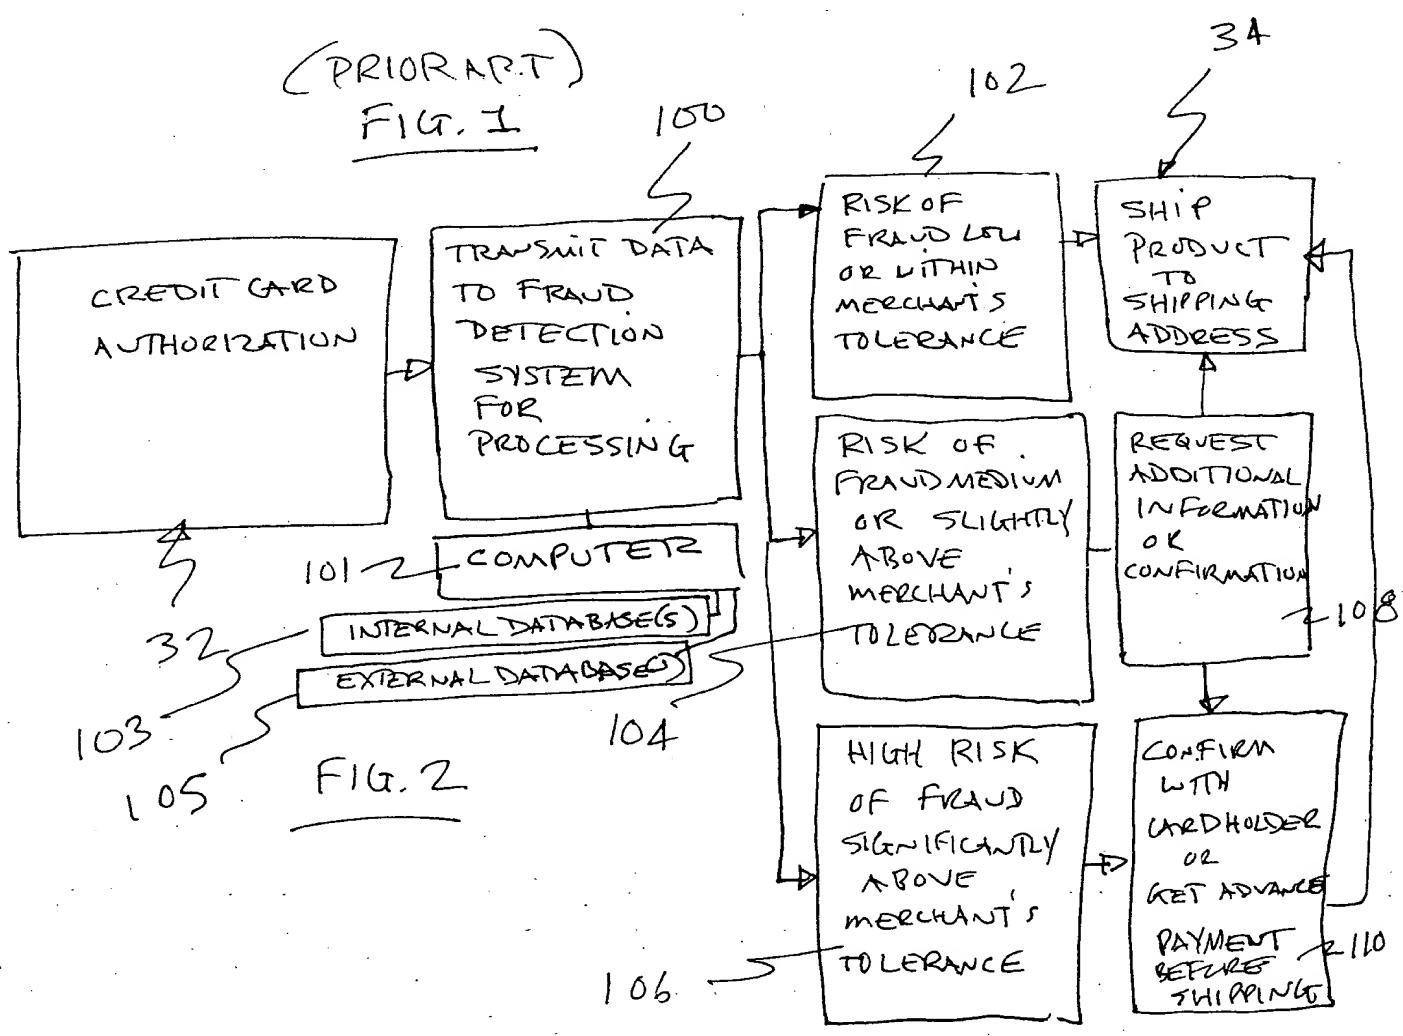 (PRIOR ART)
FIG. 1
100
102
34
CREDIT CARD
AUTHORIZATION
TRANSMIT DATA
TO FRAUD
DETECTION
SYSTEM
FOR
PROCESSING
RISK OF
FRAUD LOW
OR WITHIN
MERCHANT'S
TOLERANCE
SHIP
PRODUCT
TO
SHIPPING
ADDRESS
RISK OF
FRAUD MEDIUM
OR SLIGHTLY
ABOVE
MERCHANT'S
TOLERANCE
REQUEST
ADDITIONAL
INFORMATION
OR
CONFIRMATION
108
101
COMPUTER
INTERNAL DATABASE(S)
EXTERNAL DATABASE(S)
32
103
105
104
FIG. 2
HIGH RISK
OF FRAUD
SIGNIFICANTLY
ABOVE
MERCHANT'S
TOLERANCE
106
CONFIRM
WITH
CARDHOLDER
OR
GET ADVANCE
PAYMENT
BEFORE
SHIPPING
110